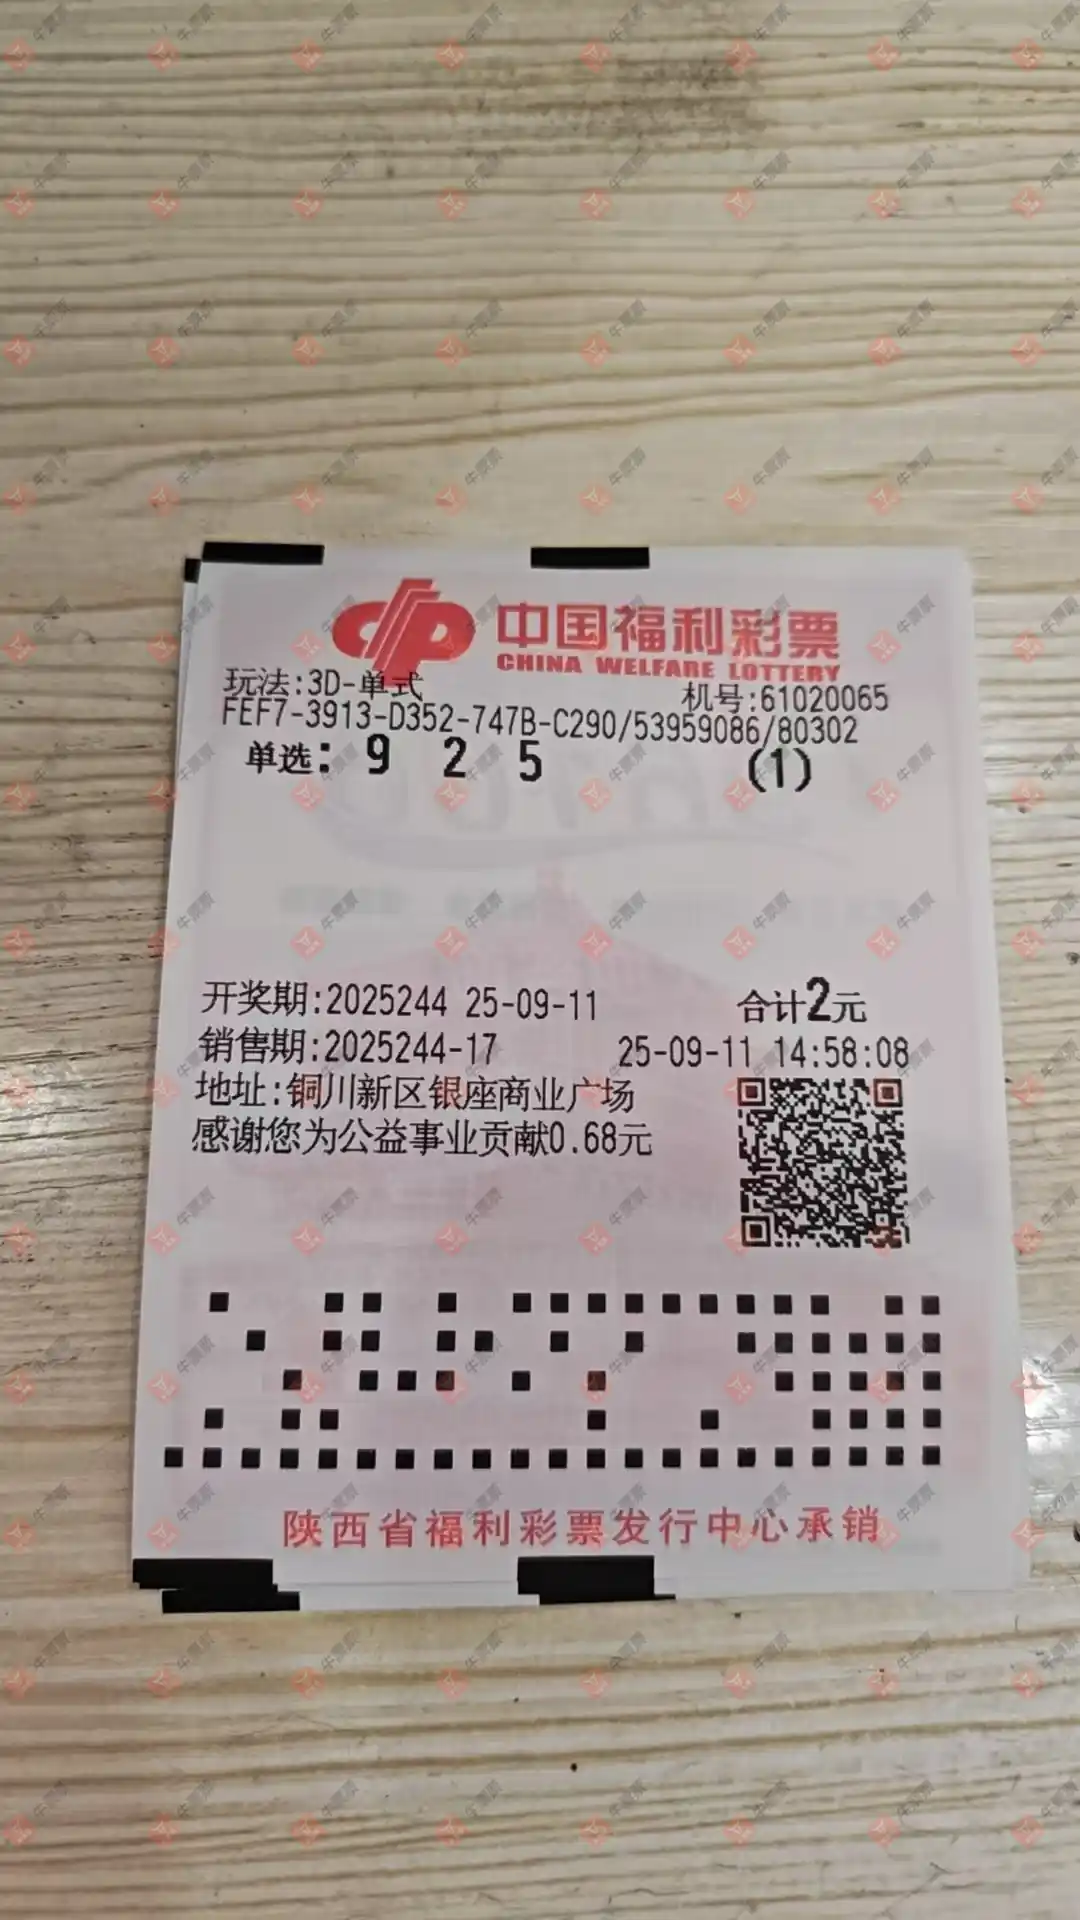 中国福利彩票
CHINA WELFARE LOTTERY
玩法:3D-单式 机号:61020065
FEF7-3913-D352-747B-C290/53959086/80302
单选: 9 2 5 (1)
开奖期:2025244 25-09-11 合计2元
销售期:2025244-17 25-09-11 14:58:08
地址:铜川新区银座商业广场
感谢您为公益事业贡献0.68元
陕西省福利彩票发行中心承销
牛票票